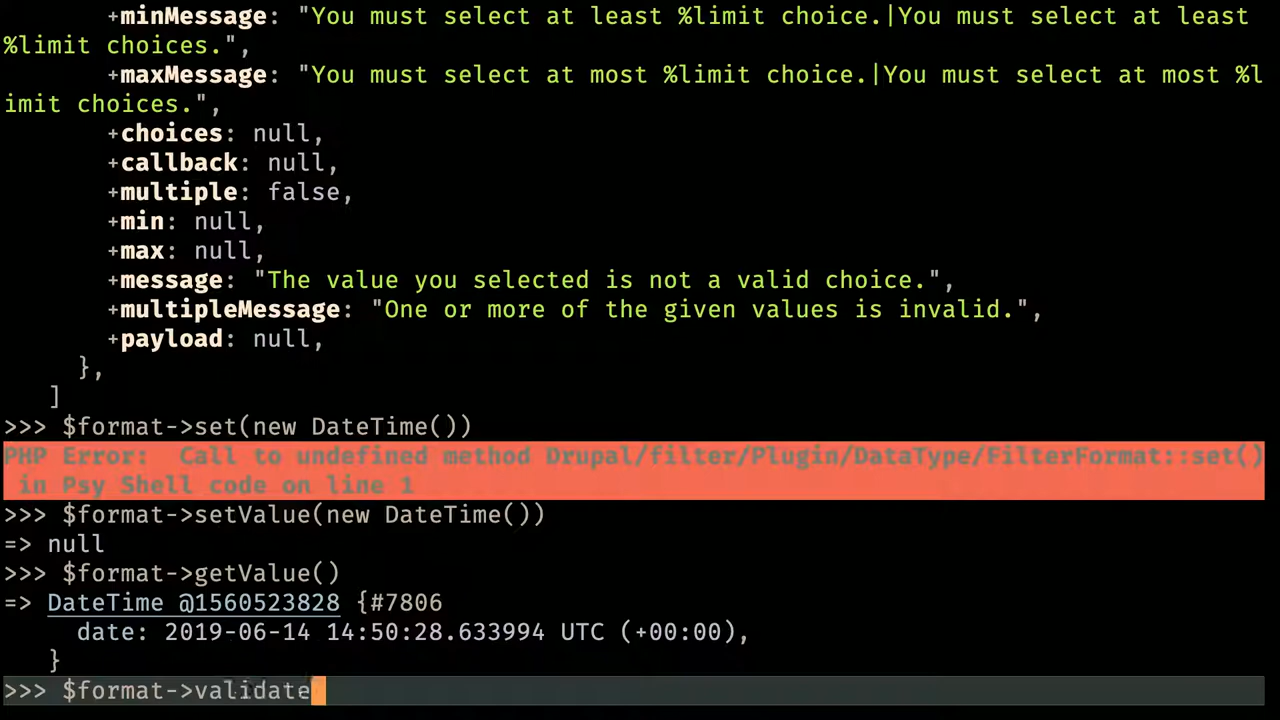 +minMessage: "You must select at least %limit choice.|You must select at least
%limit choices.",
+maxMessage: "You must select at most %limit choice.|You must select at most %l
imit choices.",
+choices: null,
+callback: null,
+multiple: false,
+min: null,
+max: null,
+message: "The value you selected is not a valid choice.",
+multipleMessage: "One or more of the given values is invalid.",
+payload: null,
},
]
>>> $format->set(new DateTime())
PHP Error:  Call to undefined method Drupal/filter/Plugin/DataType/FilterFormat::set()
in Psy Shell code on line 1
>>> $format->setValue(new DateTime())
=> null
>>> $format->getValue()
=> DateTime @1560523828 {#7806
date: 2019-06-14 14:50:28.633994 UTC (+00:00),
}
>>> $format->validate